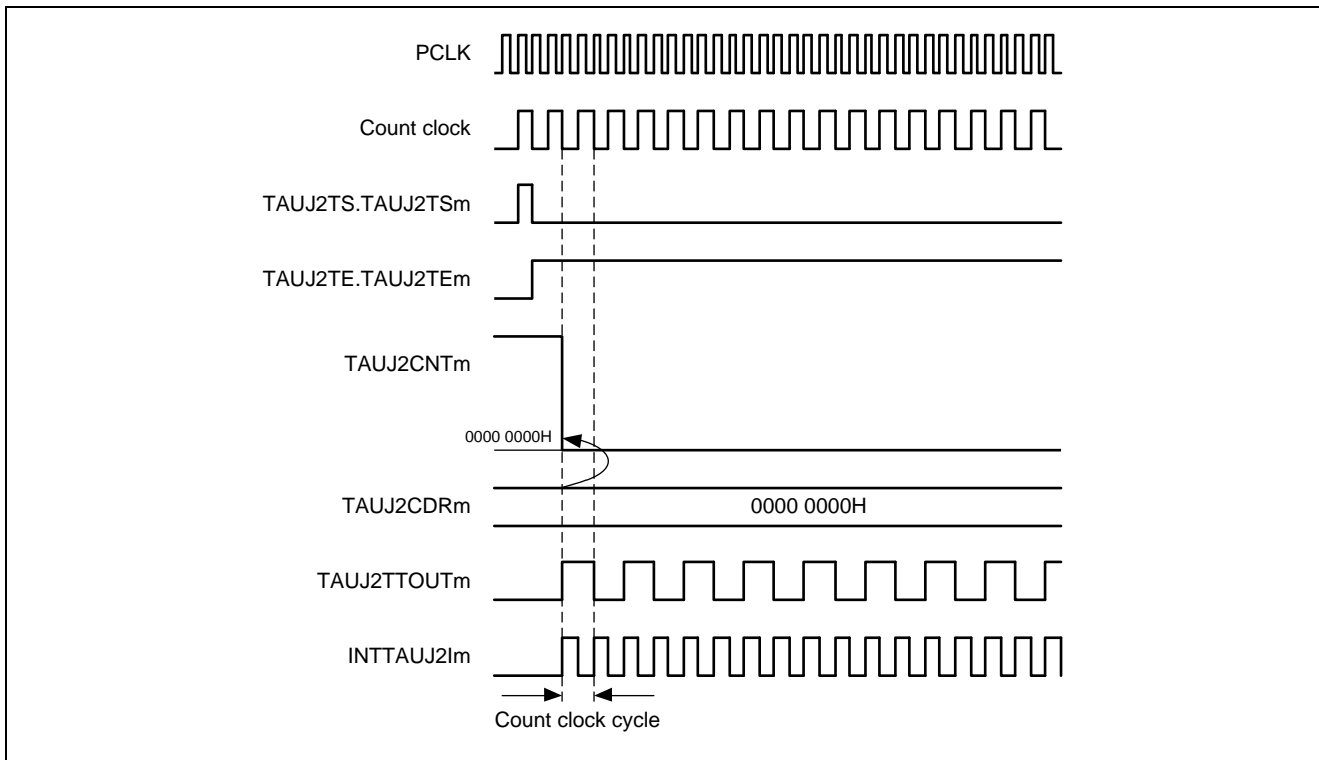 PCLK
Count clock
TAUJ2TS.TAUJ2TSm
TAUJ2TE.TAUJ2TEm
TAUJ2CNTm
0000 0000H
TAUJ2CDRm
0000 0000H
TAUJ2TTOUTm
INTTAUJ2Im
Count clock cycle